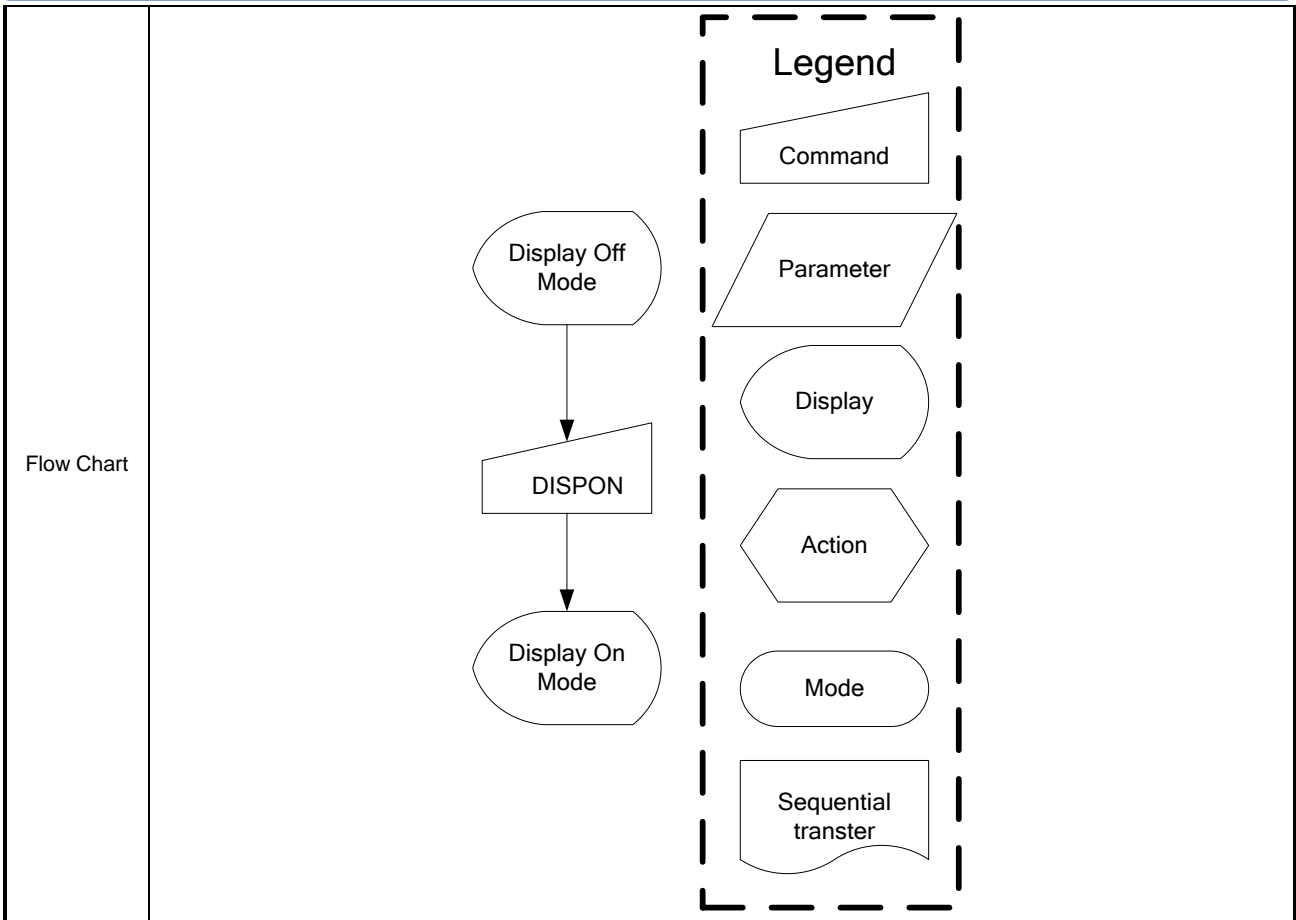 Flow Chart
Display Off
Mode
DISPON
Display On
Mode
Legend
Command
Parameter
Display
Action
Mode
Sequential
transter